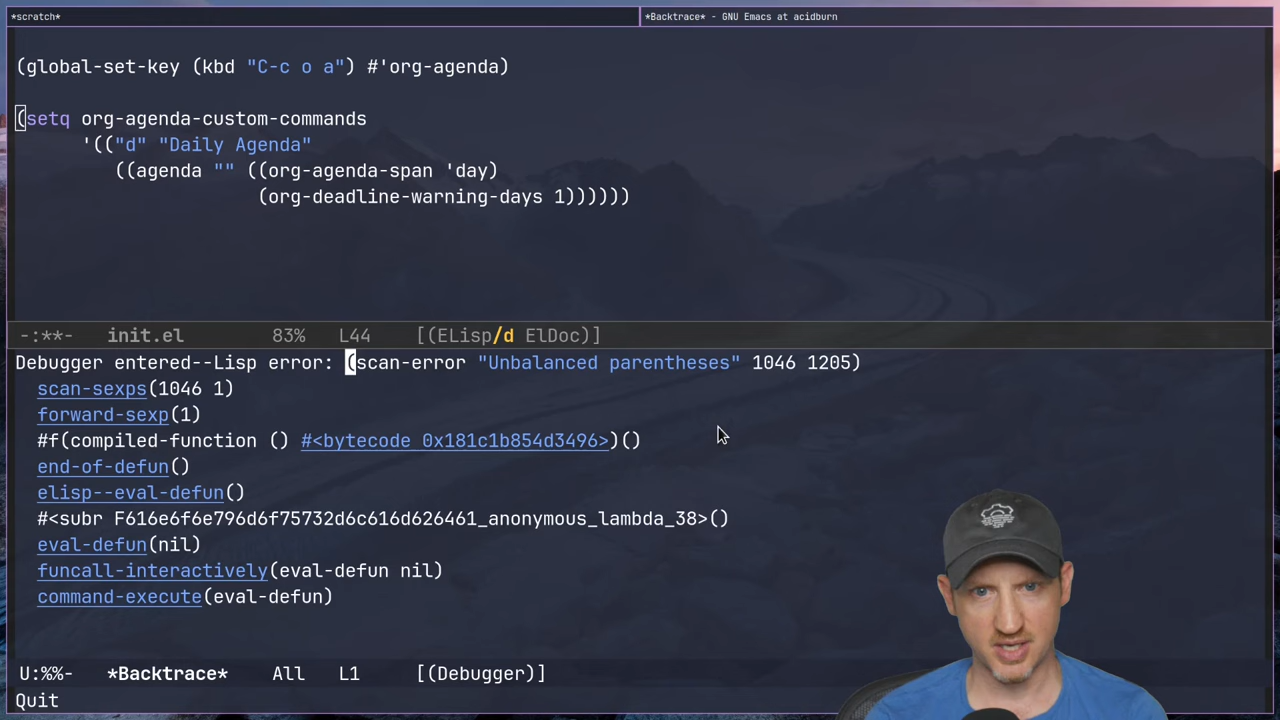 *scratch*
*Backtrace* - GNU Emacs at acidburn
(global-set-key (kbd "C-c o a") #'org-agenda)
(setq org-agenda-custom-commands
'(("d" "Daily Agenda"
((agenda "" ((org-agenda-span 'day)
(org-deadline-warning-days 1))))))
-:**- init.el 83% L44 [(ELisp/d ElDoc)]
Debugger entered--Lisp error: (scan-error "Unbalanced parentheses" 1046 1205)
scan-sexps(1046 1)
forward-sexp(1)
#f(compiled-function () #<bytecode 0x181c1b854d3496>)()
end-of-defun()
elisp--eval-defun()
#<subr F616e6f6e796d6f75732d6c616d626461_anonymous_lambda_38>()
eval-defun(nil)
funcall-interactively(eval-defun nil)
command-execute(eval-defun)
U:%%- *Backtrace* All L1 [(Debugger)]
Quit